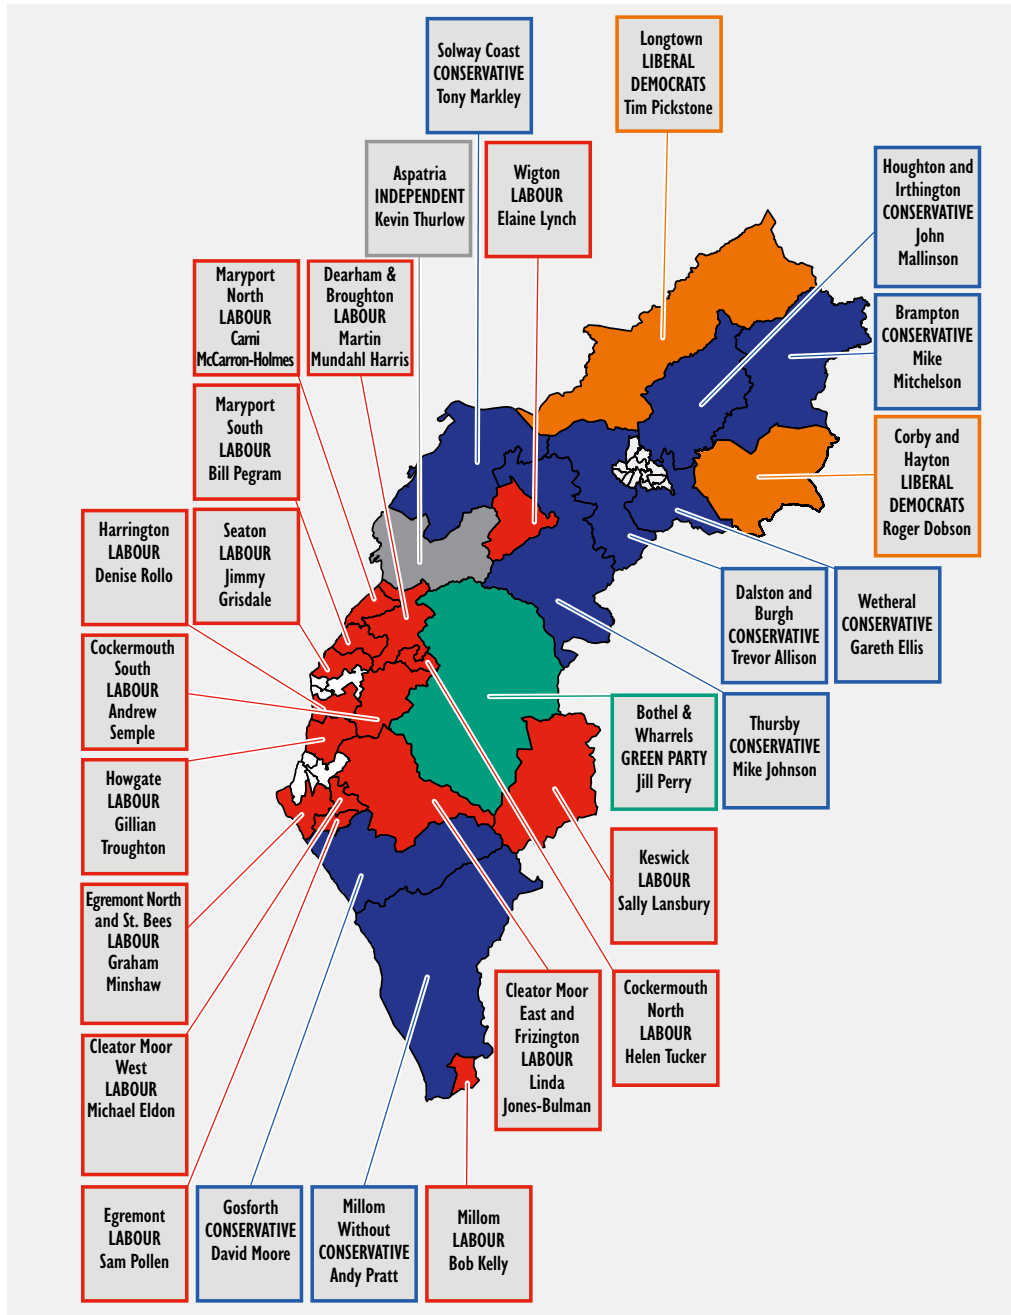 Solway Coast
CONSERVATIVE
Tony Markley
Longtown
LIBERAL
DEMOCRATS
Tim Pickstone
Aspatria
INDEPENDENT
Kevin Thurlow
Wigton
LABOUR
Elaine Lynch
Houghton and
Irthington
CONSERVATIVE
John
Mallinson
Maryport
North
LABOUR
Carni
McCarron-Holmes
Dearham &
Broughton
LABOUR
Martin
Mundahl Harris
Brampton
CONSERVATIVE
Mike
Mitchelson
Maryport
South
LABOUR
Bill Pegram
Corby and
Hayton
LIBERAL
DEMOCRATS
Roger Dobson
Harrington
LABOUR
Denise Rollo
Seaton
LABOUR
Jimmy
Grisdale
Dalston and
Burgh
CONSERVATIVE
Trevor Allison
Wetheral
CONSERVATIVE
Gareth Ellis
Cockermouth
South
LABOUR
Andrew
Semple
Bothel &
Wharrels
GREEN PARTY
Jill Perry
Thursby
CONSERVATIVE
Mike Johnson
Howgate
LABOUR
Gillian
Troughton
Keswick
LABOUR
Sally Lansbury
Egremont North
and St. Bees
LABOUR
Graham
Minshaw
Cleator Moor
East and
Frizington
LABOUR
Linda
Jones-Bulman
Cockermouth
North
LABOUR
Helen Tucker
Cleator Moor
West
LABOUR
Michael Eldon
Egremont
LABOUR
Sam Pollen
Gosforth
CONSERVATIVE
David Moore
Millom
Without
CONSERVATIVE
Andy Pratt
Millom
LABOUR
Bob Kelly